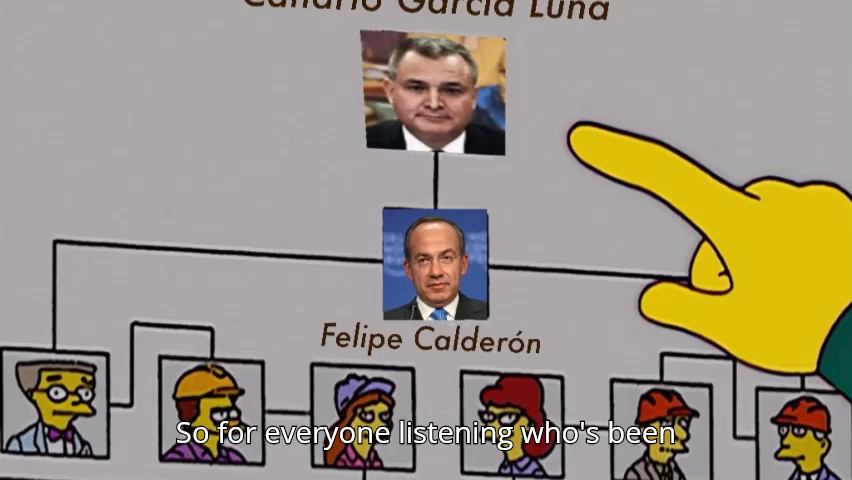 García Luna
Felipe Calderón
So for everyone listening who's been